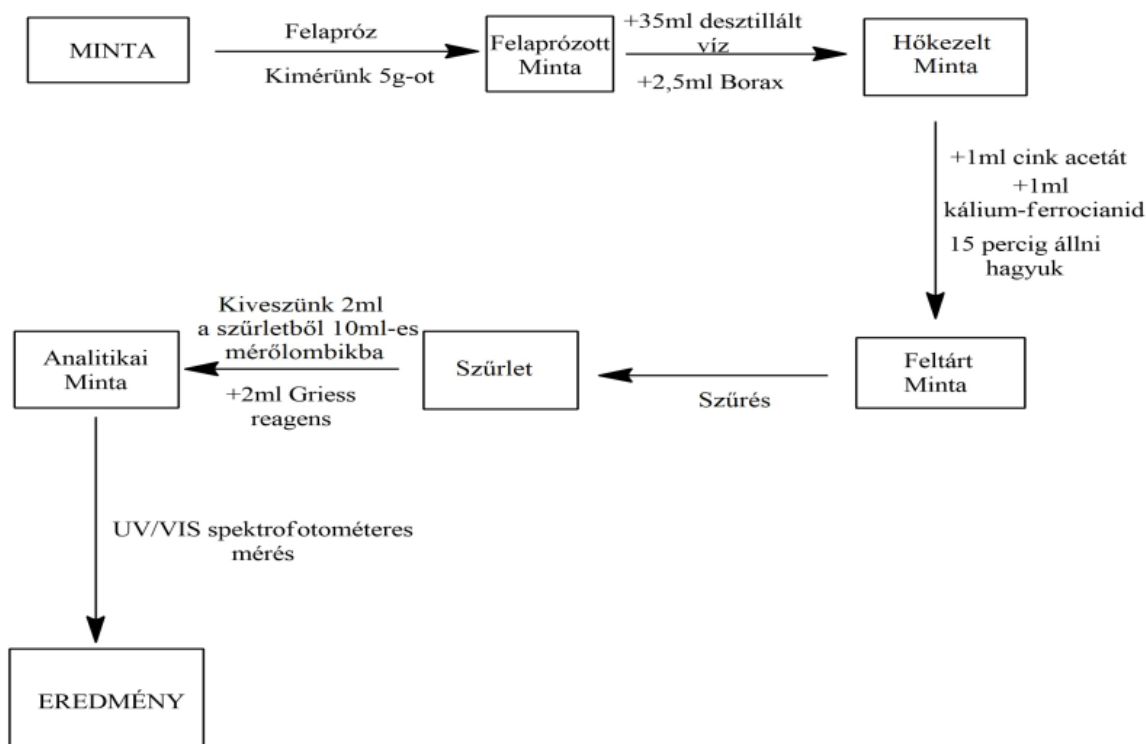 MINTA
Felapróz
Kimérünk 5g-ot
Felaprózott
Minta
+35ml desztillált
víz
+2,5ml Borax
Hőkezelt
Minta
+1ml cink acetát
+1ml
kálium-ferrocianid
15 percig állni
hagyuk
Feltárt
Minta
Szűrés
Szűrlet
Kiveszünk 2ml
a szűrletből 10ml-es
mérőlombikba
+2ml Griess
reagens
Analitikai
Minta
UV/VIS spektrofotométeres
mérés
EREDMÉNY